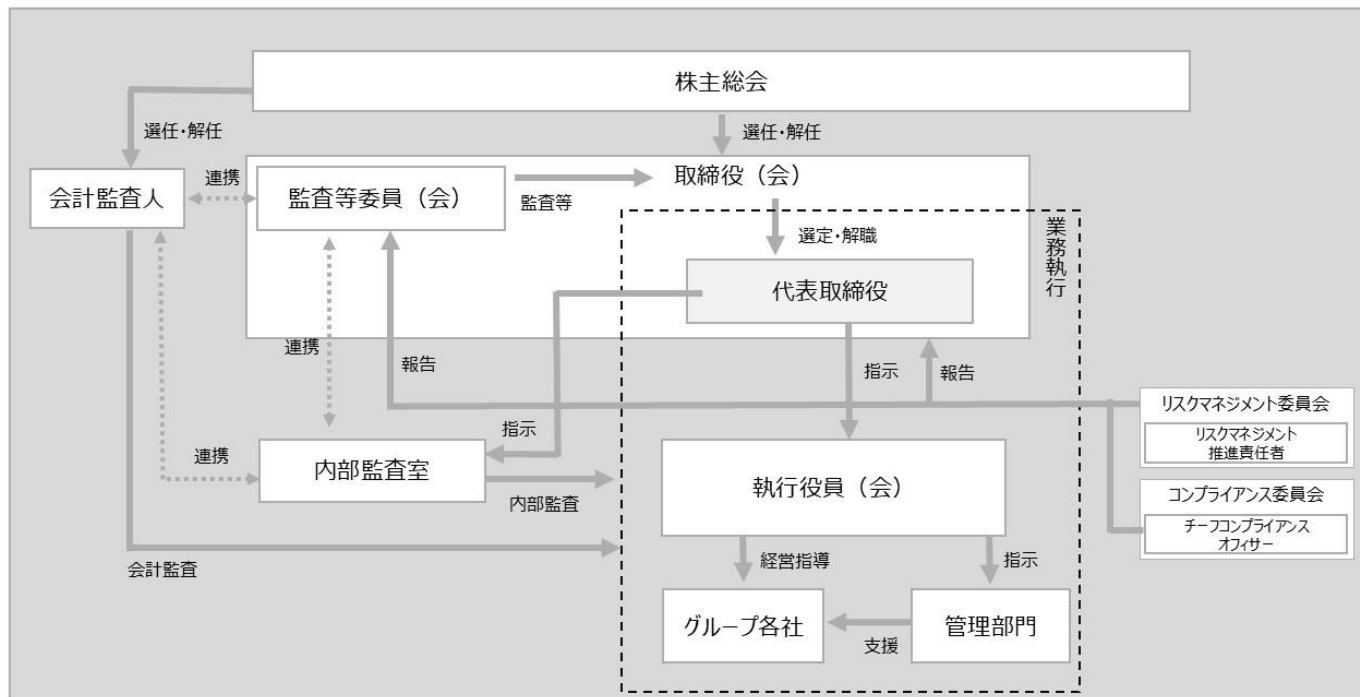 株主総会
選任・解任
選任・解任
会計監査人
連携
監査等委員（会）
監査等
取締役（会）
業務執行
選定・解職
代表取締役
連携
報告
指示
報告
リスクマネジメント委員会
リスクマネジメント
推進責任者
指示
連携
内部監査室
内部監査
執行役員（会）
コンプライアンス委員会
チーフコンプライアンス
オフィサー
会計監査
経営指導
指示
グループ各社
支援
管理部門